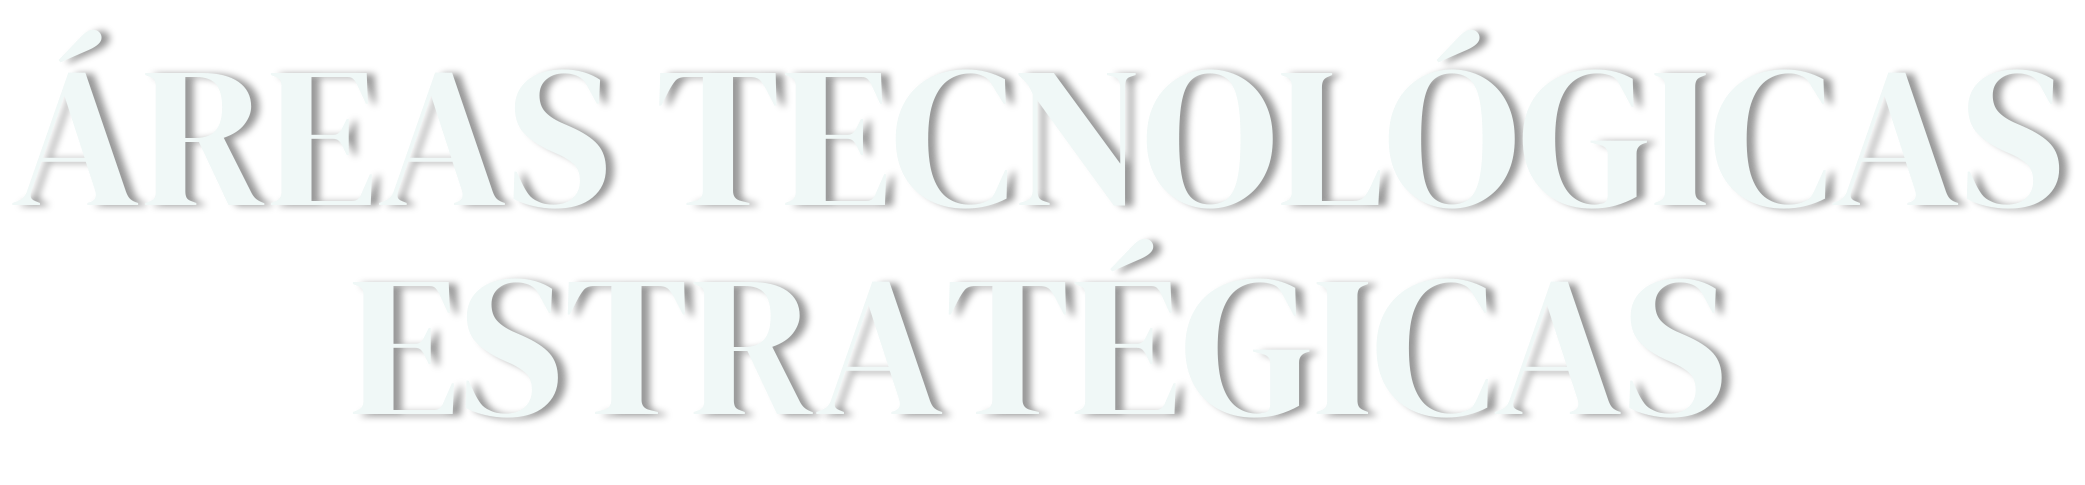 ÁREAS TECNOLÓGICAS
ESTRATÉGICAS